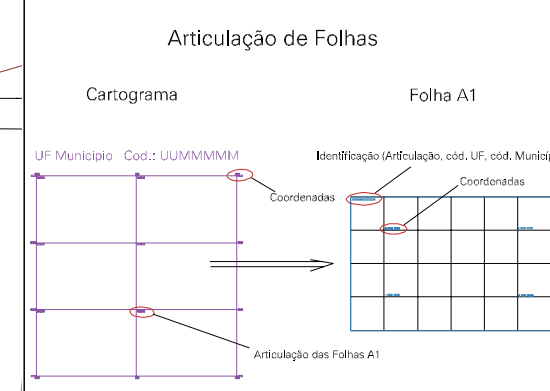 Articulação de Folhas
Cartograma
Folha A1
UF Municipio Cod.: UUMMMMM
Identificação (Articulação, cód. UF, cód. Municíp
Coordenadas
Coordenadas
Articulação das Folhas A1